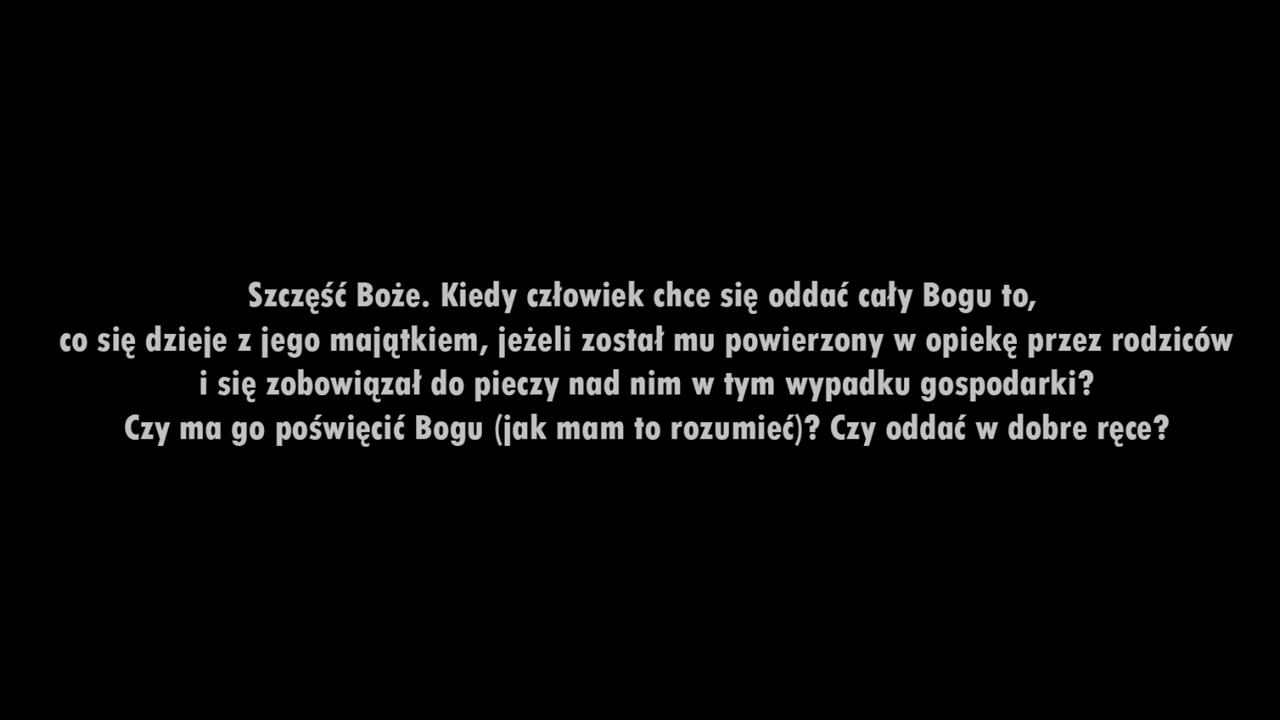 Szczęść Boże. Kiedy człowiek chce się oddać cały Bogu to,
co się dzieje z jego majątkiem, jeżeli został mu powierzony w opiekę przez rodziców
i się zobowiązał do pieczy nad nim w tym wypadku gospodarki?
Czy ma go poświęcić Bogu (jak mam to rozumieć)? Czy oddać w dobre ręce?